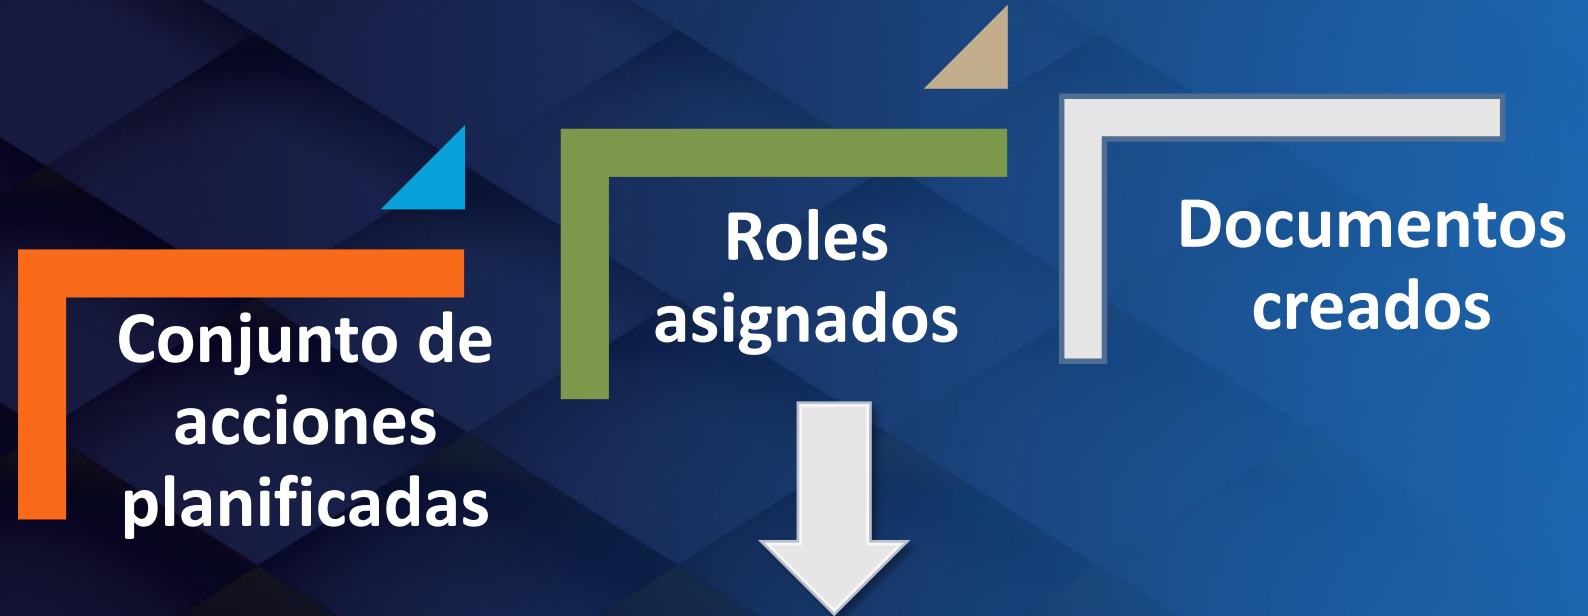 Conjunto de
acciones
planificadas
Roles
asignados
Documentos
creados